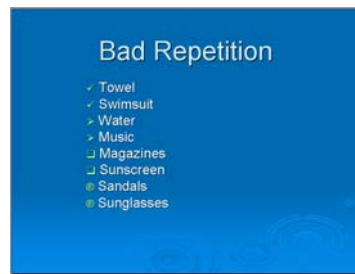 Bad Repetition
✓ Towel
✓ Swimsuit
➢ Water
➢ Music
❑ Magazines
❑ Sunscreen
◎ Sandals
◎ Sunglasses